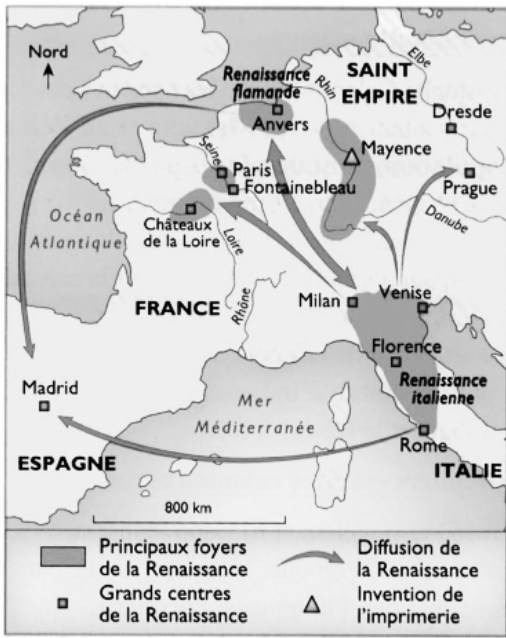 Nord
Renaissance
flamande
Anvers
Rhin
SAINT
EMPIRE
Elbe
Dresde
Mayence
Prague
Danube
Seine
Paris
Fontainebleau
Océan
Atlantique
Châteaux
de la Loire
Loire
FRANCE
Rhône
Milan
Venise
Florence
Renaissance
italienne
Madrid
Mer
Méditerranée
Rome
ESPAGNE
ITALIE
800 km
Principaux foyers
de la Renaissance
Diffusion de
la Renaissance
Grands centres
de la Renaissance
Invention de
l'imprimerie